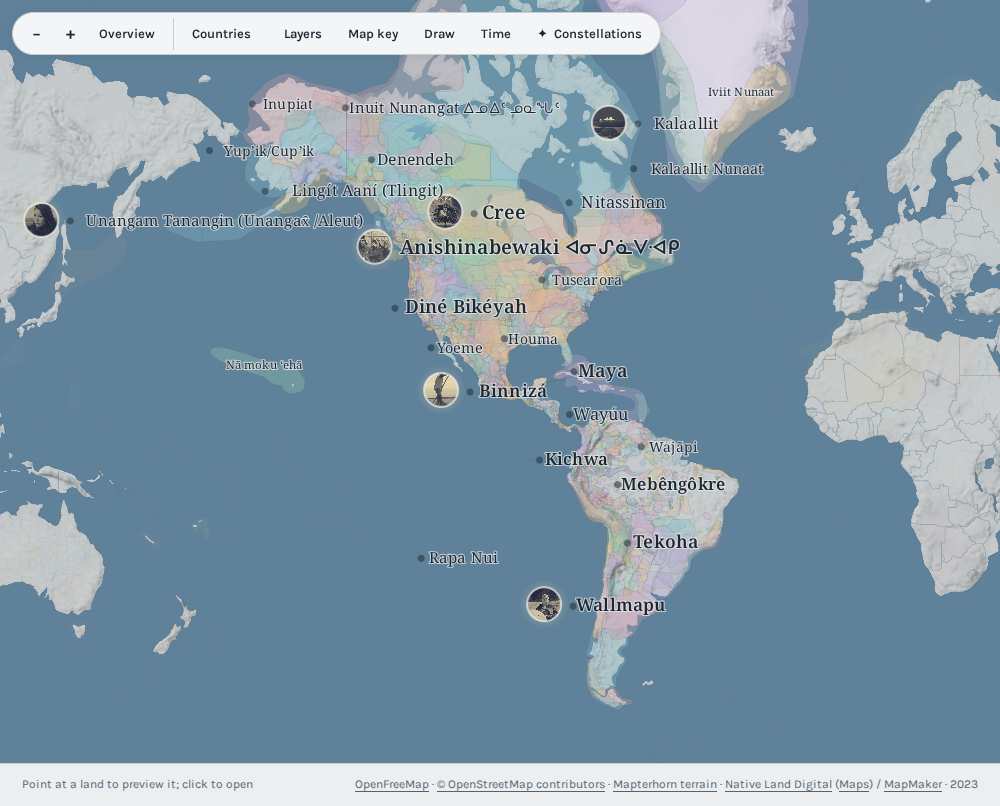 - + Overview Countries Layers Map key Draw Time ✦ Constellations
Iviit Nunaat
Inupiat
Inuit Nunangat ᐃᓄᐃᑦ ᓄᓇᖓᑦ
Kalaallit
Yup'ik/Cup'ik
Denendeh
Kalaallit Nunaat
Lingít Aaní (Tlingit)
Nitassinan
Cree
Unangam Tanangin (Unangax̂ /Aleut)
Anishinabewaki ᐊᓂᔑᓈᐯᐗᑭ
Tuscarora
Diné Bikéyah
Houma
Yoeme
Nā moku ʻehā
Maya
Binnizá
Wayúu
Wajãpi
Kichwa
Mebêngôkre
Tekoha
Rapa Nui
Wallmapu
Point at a land to preview it; click to open
OpenFreeMap · © OpenStreetMap contributors · Mapterhorn terrain · Native Land Digital (Maps) / MapMaker · 2023